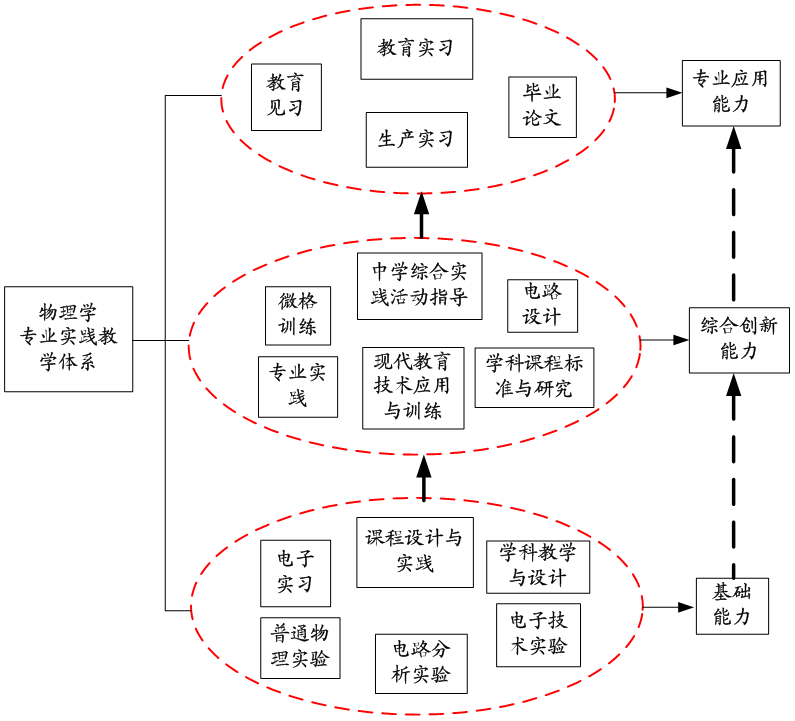 教育实习
教育
见习
毕业
论文
生产实习
专业应用
能力
物理学
专业实践教
学体系
中学综合实
践活动指导
微格
训练
电路
设计
专业实
践
现代教育
技术应用
与训练
学科课程标
准与研究
综合创新
能力
课程设计与
实践
电子
实习
学科教学
与设计
普通物
理实验
电路分
析实验
电子技
术实验
基础
能力